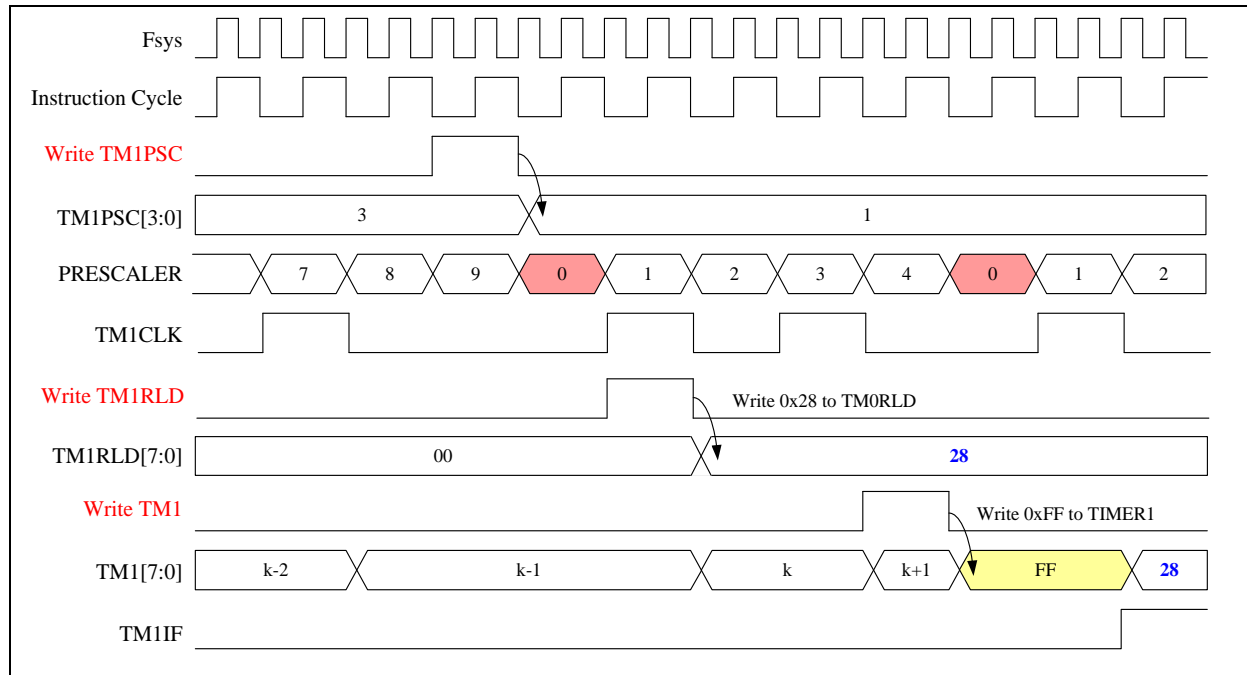 Fsys
Instruction Cycle
Write TM1PSC
TM1PSC[3:0] 3 1
PRESCALER 7 8 9 0 1 2 3 4 0 1 2
TM1CLK
Write TM1RLD Write 0x28 to TM0RLD
TM1RLD[7:0] 00 28
Write TM1 Write 0xFF to TIMER1
TM1[7:0] k-2 k-1 k k+1 FF 28
TM1IF